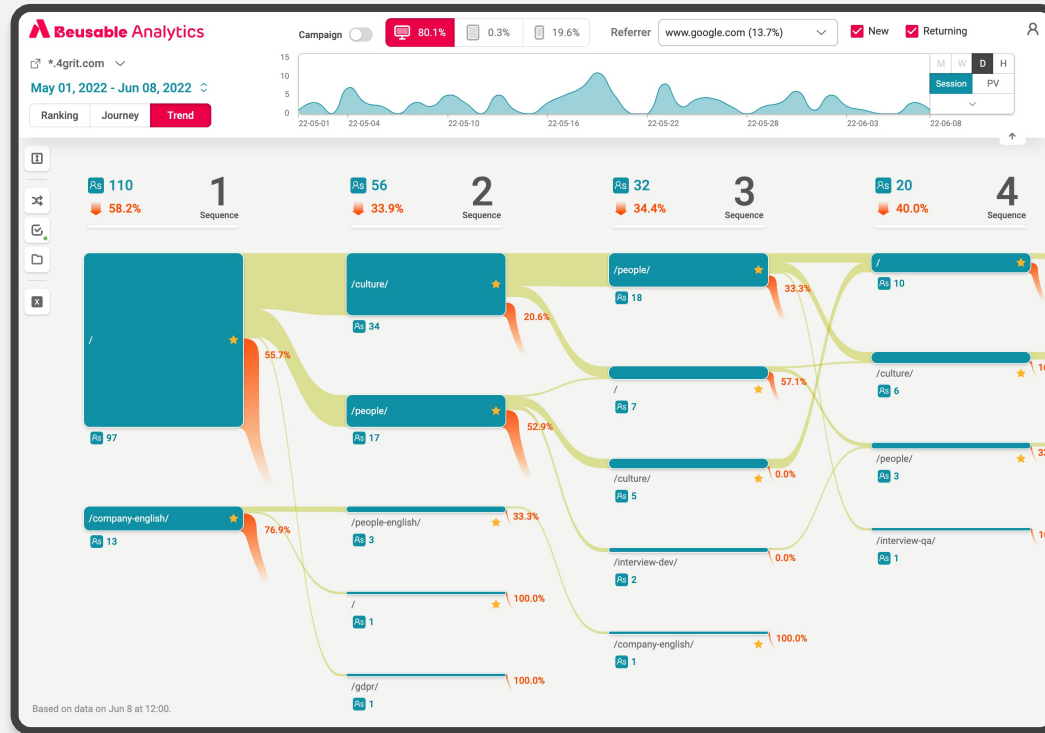 Beusable Analytics
*.4grit.com
May 01, 2022 - Jun 08, 2022
Ranking Journey Trend
Campaign 80.1% 0.3% 19.6% Referrer www.google.com (13.7%) New Returning
15
10
5
0
22-05-01 22-05-04 22-05-10 22-05-16 22-05-22 22-05-28 22-06-03 22-06-08
M W D H
Session PV
110 58.2% 1 Sequence
56 33.9% 2 Sequence
32 34.4% 3 Sequence
20 40.0% 4 Sequence
/
97
55.7%
/company-english/
13
76.9%
/culture/
34
20.6%
/people/
17
52.9%
/people-english/
3
33.3%
/
1
100.0%
/gdpr/
1
100.0%
/people/
18
33.3%
/
7
57.1%
/culture/
5
0.0%
/interview-dev/
2
0.0%
/company-english/
1
100.0%
/
10
/culture/
6
/people/
3
/interview-qa/
1
Based on data on Jun 8 at 12:00.